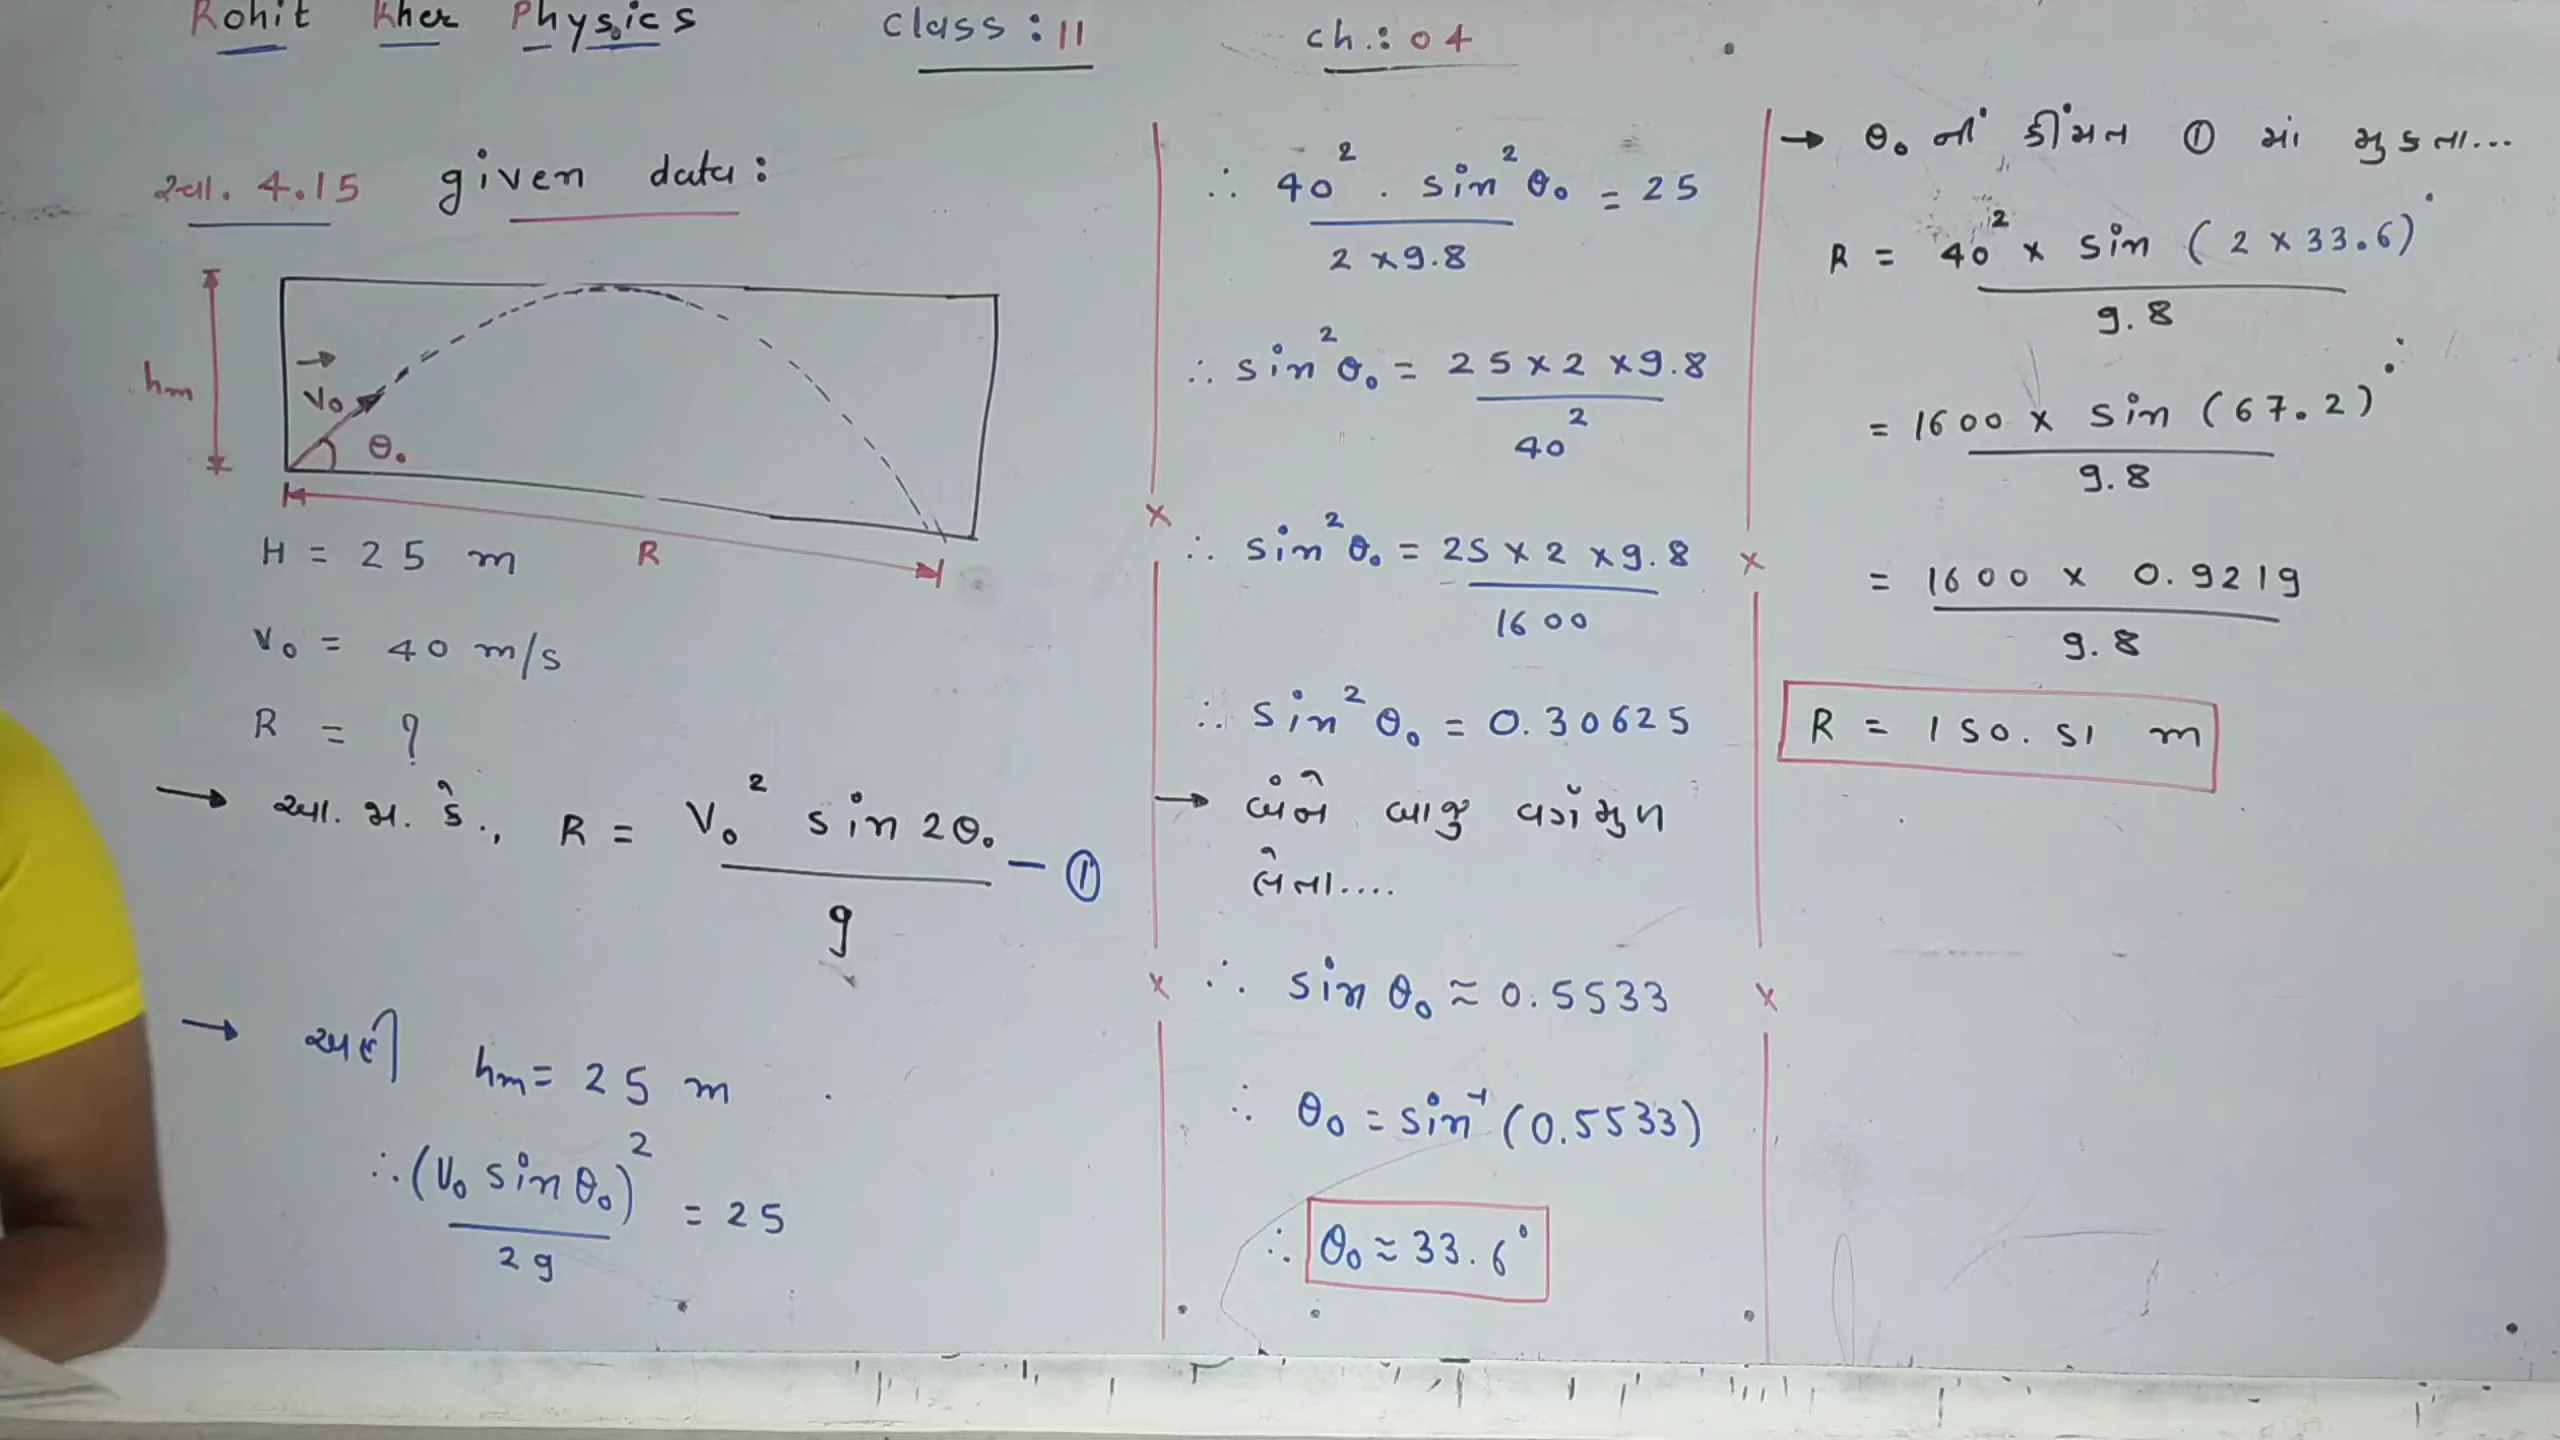 Rohit Kher Physics Class : 11 ch.: 04
સ્વા. 4.15 given data :
hm
V₀
θ₀
R
H = 25 m
V₀ = 40 m/s
R = ?
→ આ. મ. કે., R = V₀² sin 2θ₀ / g — ①
→ અહી hm = 25 m
∴ (V₀ sin θ₀)² / 2g = 25
∴ 40² . sin² θ₀ / 2 × 9.8 = 25
∴ sin² θ₀ = 25 × 2 × 9.8 / 40²
∴ sin² θ₀ = 25 × 2 × 9.8 / 1600
∴ sin² θ₀ = 0.30625
→ બંને બાજુ વર્ગમુળ
લેતા....
∴ sin θ₀ ≈ 0.5533
∴ θ₀ = sin⁻¹ (0.5533)
∴ θ₀ ≈ 33.6°
→ θ₀ નીં કીંમત ① માં મુકતા...
R = 40² × sin (2 × 33.6)° / 9.8
= 1600 × sin (67.2)° / 9.8
= 1600 × 0.9219 / 9.8
R = 150.51 m